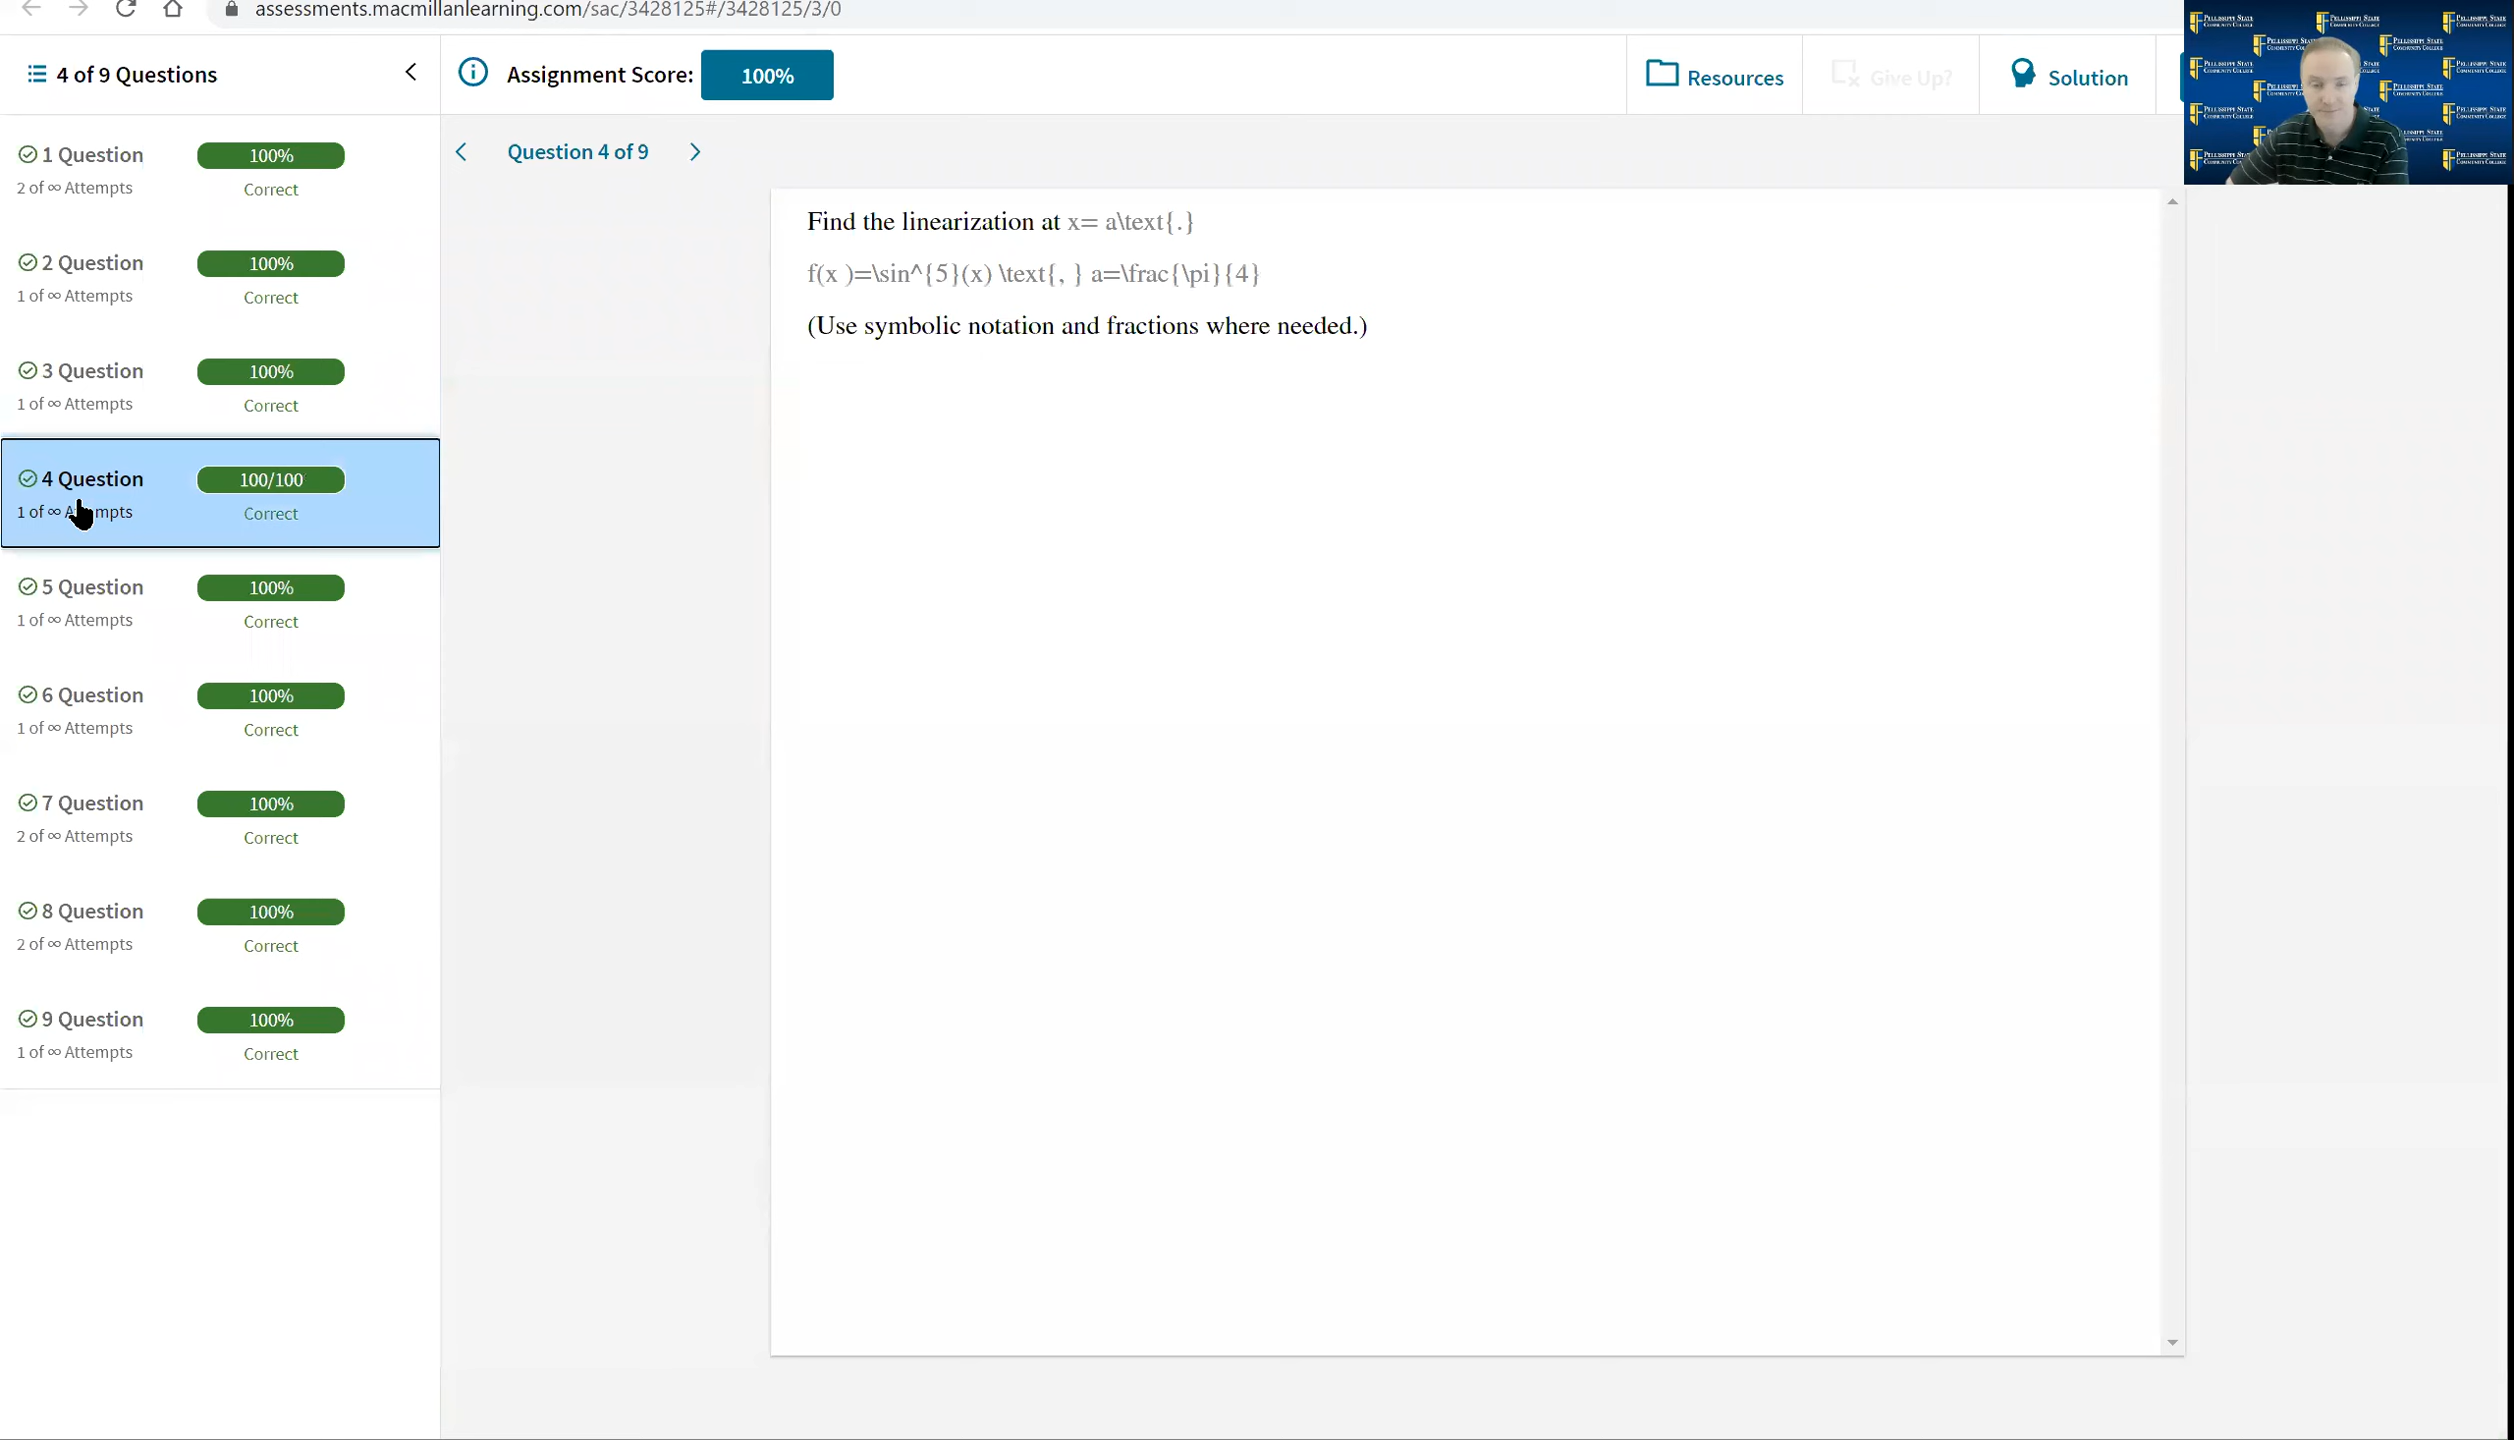 assessments.macmillanlearning.com/sac/3428125#/3428125/3/0
4 of 9 Questions
Assignment Score: 100%
Resources
Give Up?
Solution
1 Question 100%
2 of ∞ Attempts Correct
2 Question 100%
1 of ∞ Attempts Correct
3 Question 100%
1 of ∞ Attempts Correct
4 Question 100/100
1 of ∞ Attempts Correct
5 Question 100%
1 of ∞ Attempts Correct
6 Question 100%
1 of ∞ Attempts Correct
7 Question 100%
2 of ∞ Attempts Correct
8 Question 100%
2 of ∞ Attempts Correct
9 Question 100%
1 of ∞ Attempts Correct
Question 4 of 9
Find the linearization at x= a\text{.}
f(x )=\sin^{5}(x) \text{, } a=\frac{\pi}{4}
(Use symbolic notation and fractions where needed.)
Pellissippi State
Community College